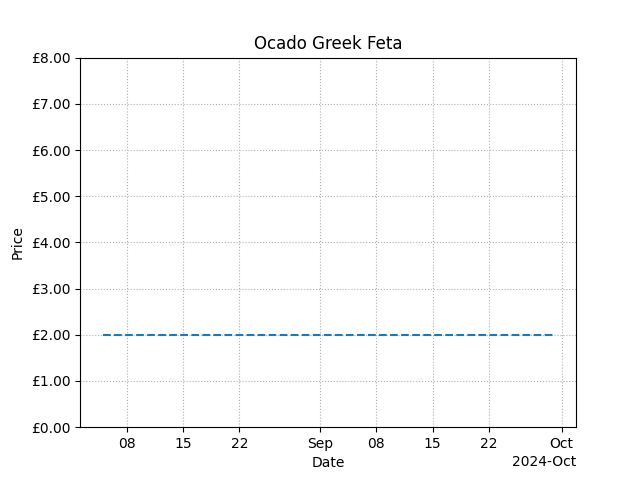 Ocado Greek Feta
£8.00
£7.00
£6.00
£5.00
£4.00
£3.00
£2.00
£1.00
£0.00
Price
08 15 22 Sep 08 15 22 Oct
Date
2024-Oct